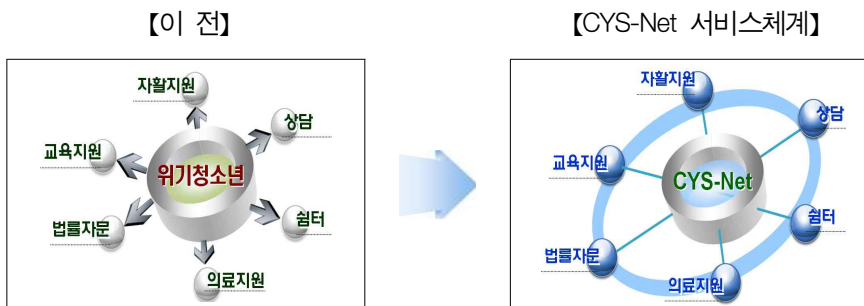 【이 전】
자활지원
상담
교육지원
위기청소년
법률자문
쉼터
의료지원
【CYS-Net 서비스체계】
자활지원
상담
교육지원
CYS-Net
쉼터
법률자문
의료지원